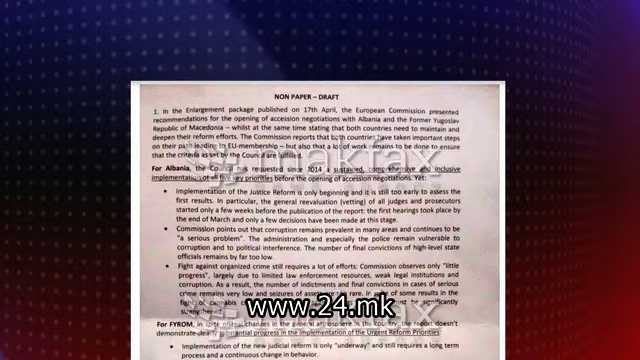 NON PAPER – DRAFT
1. In the Enlargement package published on 17th April, the European Commission presented
recommendations for the opening of accession negotiations with Albania and the Former Yugoslav
Republic of Macedonia – whilst at the same time stating that both countries need to maintain and
deepen their reform efforts. The Commission reports that both countries have taken important steps
on their path leading to EU-membership – but also that a lot of work remains to be done to ensure
that the criteria as set by the Council are fulfilled.
makfax
For Albania, the Council has requested since 2014 a sustained, comprehensive and inclusive
implementation of all five key priorities before the opening of accession negotiations. Yet:
• Implementation of the Justice Reform is only beginning and it is still too early to assess the
first results. In particular, the general reevaluation (vetting) of all judges and prosecutors
started only a few weeks before the publication of the report: the first hearings took place by
the end of March and only a few decisions have been made at this stage.
• Commission points out that corruption remains prevalent in many areas and continues to be
"a serious problem". The administration and especially the police remain vulnerable to
corruption and to political interference. The number of final convictions of high-level state
officials remains by far too low.
• Fight against organized crime still requires a lot of efforts: Commission observes only "little
progress", largely due to limited law enforcement resources, weak legal institutions and
corruption. As a result, the number of indictments and final convictions in cases of serious
crime remains very low and seizures of assets are rare. In spite of some results in the
fight of cannabis must be significantly
www.24.mk
For FYROM, in spite of real changes in the general atmosphere in the country, the report doesn't
demonstrate clearly substantial progress in the implementation of the Urgent Reform Priorities:
• Implementation of the new judicial reform is only "underway" and still requires a long term
process and a continuous change in behavior.